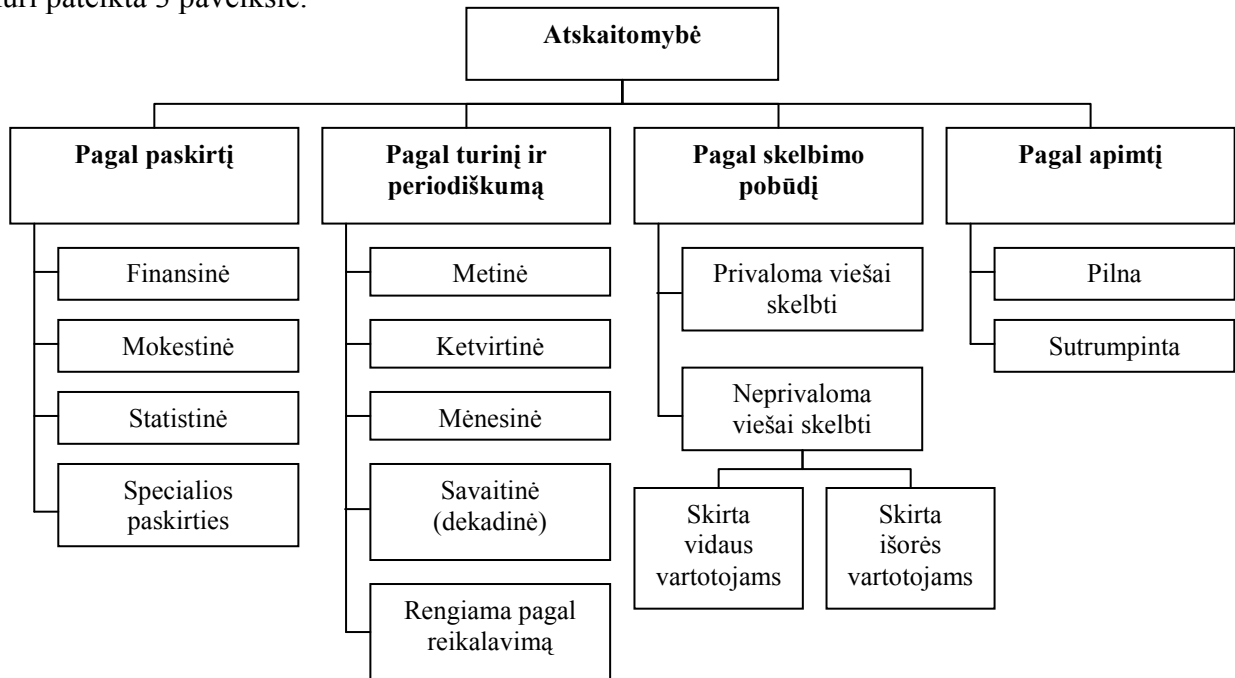 pateikta 3 paveiksle.
Atskaitomybė
Pagal paskirtį
Finansinė
Mokestinė
Statistinė
Specialios
paskirties
Pagal turinį ir
periodiškumą
Metinė
Ketvirtinė
Mėnesinė
Savaitinė
(dekadinė)
Rengiama pagal
reikalavimą
Pagal skelbimo
pobūdį
Privaloma viešai
skelbti
Neprivaloma
viešai skelbti
Skirta
vidaus
vartotojams
Skirta
išorės
vartotojams
Pagal apimtį
Pilna
Sutrumpinta